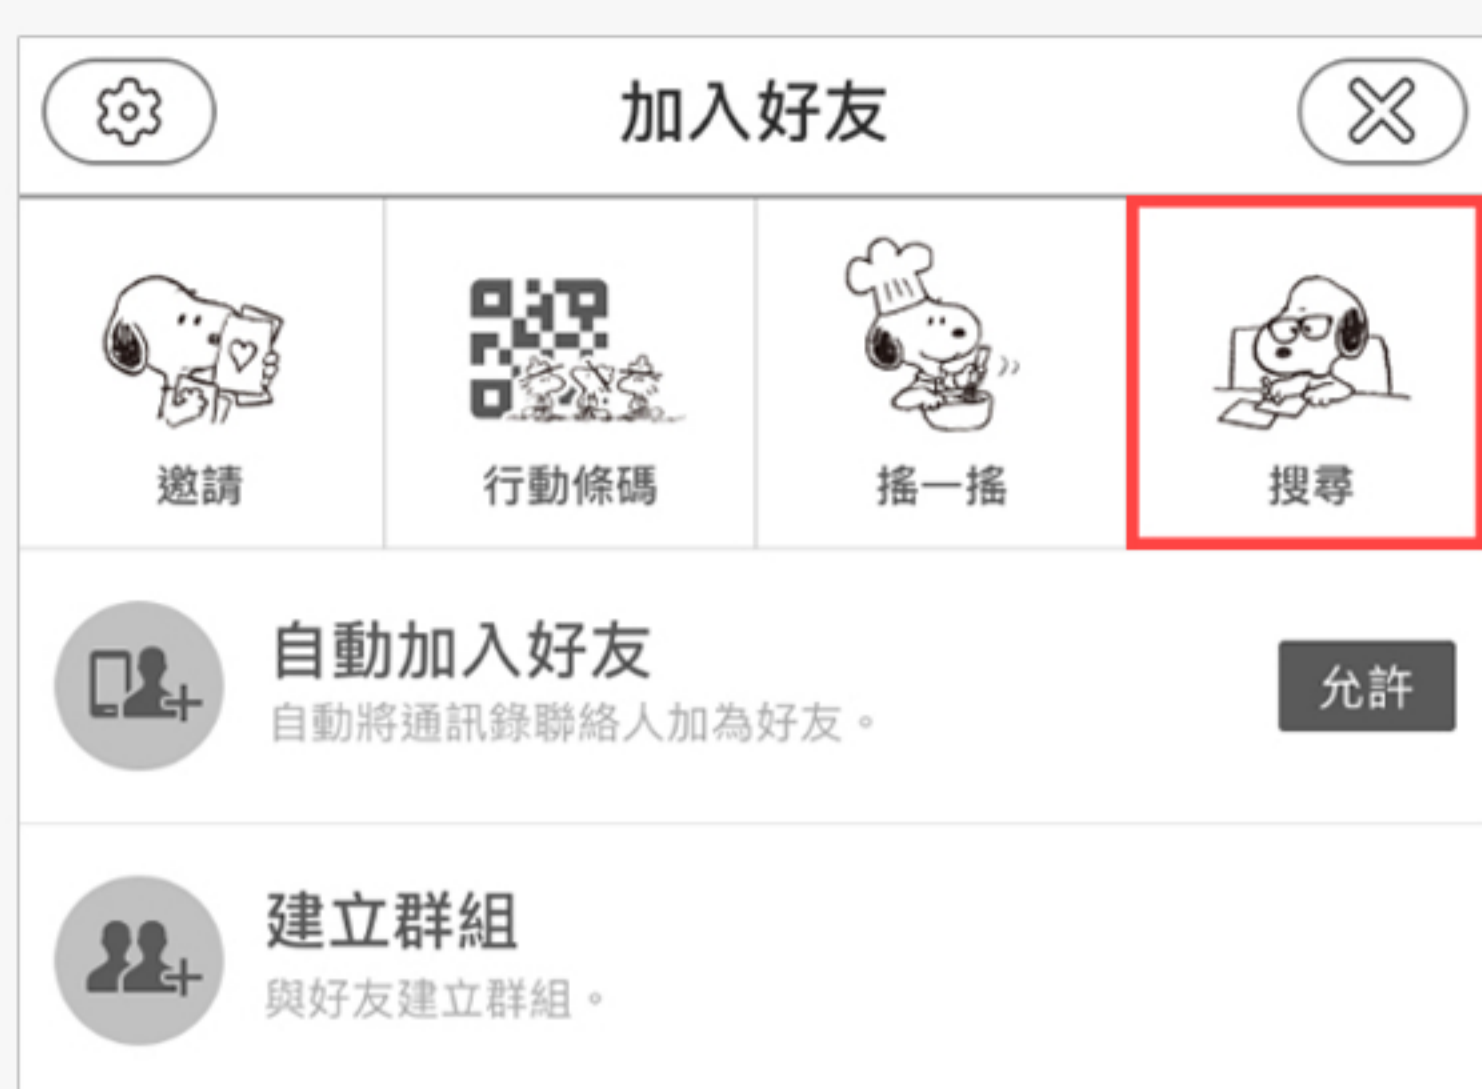 加入好友
邀請
行動條碼
搖一搖
搜尋
自動加入好友
自動將通訊錄聯絡人加為好友。
允許
建立群組
與好友建立群組。